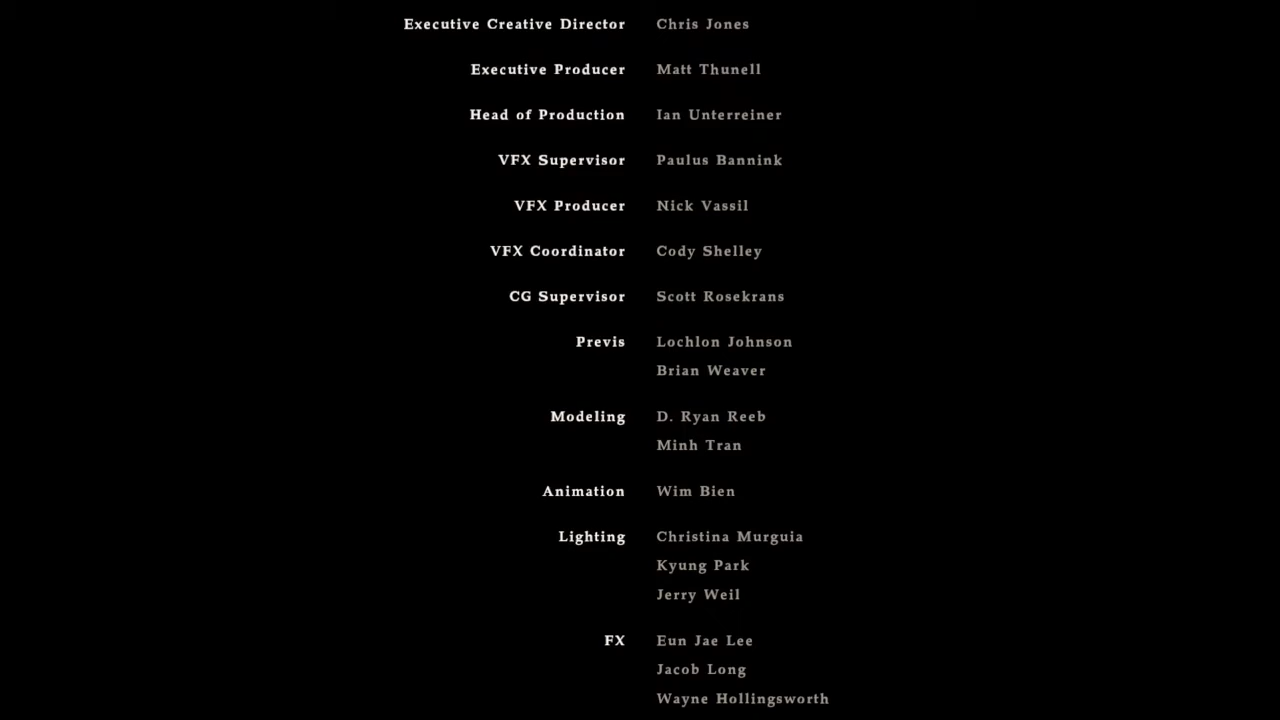 Executive Creative Director Chris Jones
Executive Producer Matt Thunell
Head of Production Ian Unterreiner
VFX Supervisor Paulus Bannink
VFX Producer Nick Vassil
VFX Coordinator Cody Shelley
CG Supervisor Scott Rosekrans
Previs Lochlon Johnson
Brian Weaver
Modeling D. Ryan Reeb
Minh Tran
Animation Wim Bien
Lighting Christina Murguia
Kyung Park
Jerry Weil
FX Eun Jae Lee
Jacob Long
Wayne Hollingsworth